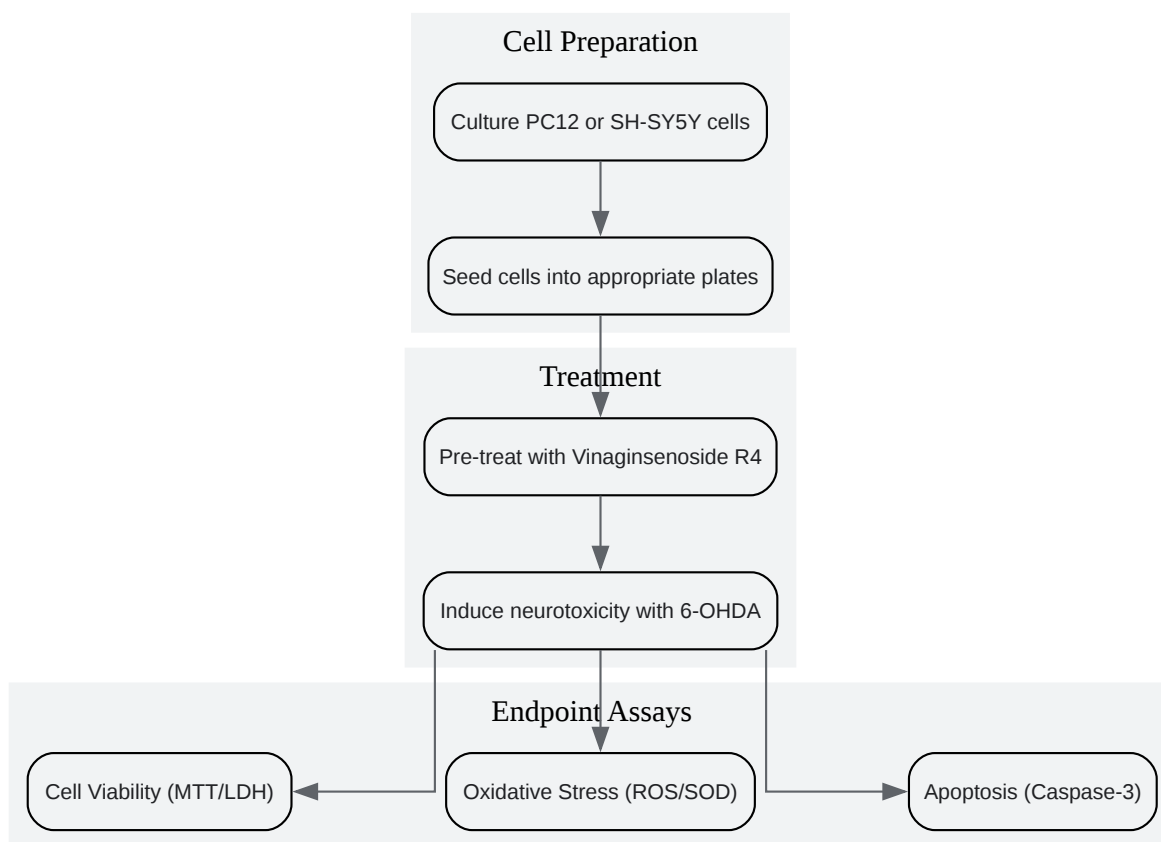 Cell Preparation
Culture PC12 or SH-SY5Y cells
Seed cells into appropriate plates
Treatment
Pre-treat with Vinaginsenoside R4
Induce neurotoxicity with 6-OHDA
Endpoint Assays
Cell Viability (MTT/LDH)
Oxidative Stress (ROS/SOD)
Apoptosis (Caspase-3)